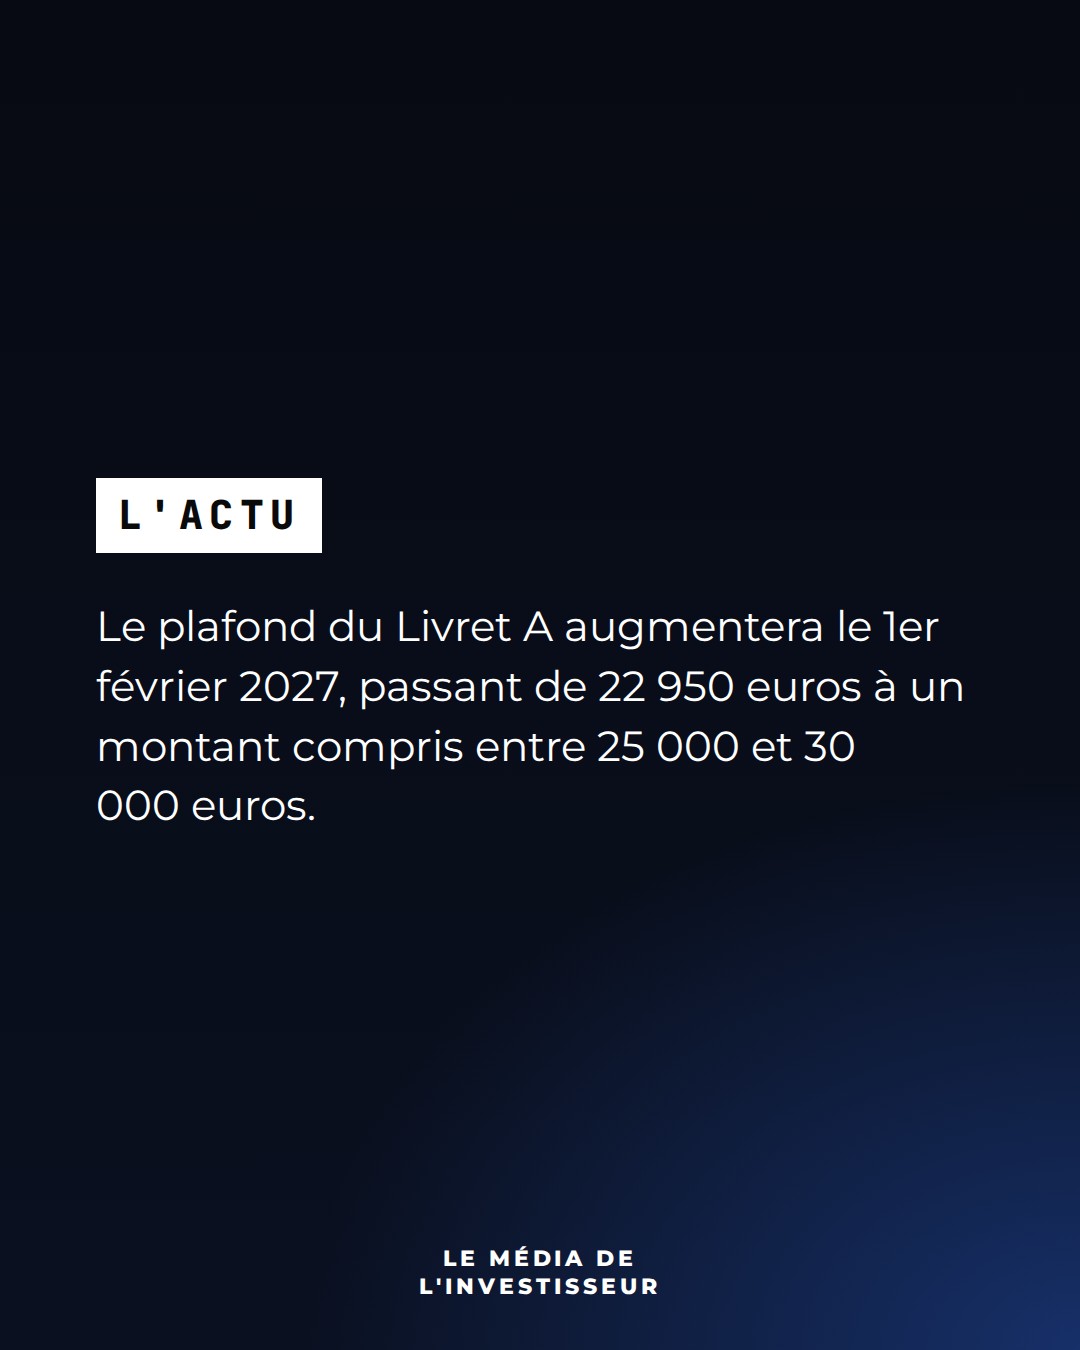 L'ACTU
Le plafond du Livret A augmentera le 1er
février 2027, passant de 22 950 euros à un
montant compris entre 25 000 et 30
000 euros.
LE MÉDIA DE
L'INVESTISSEUR